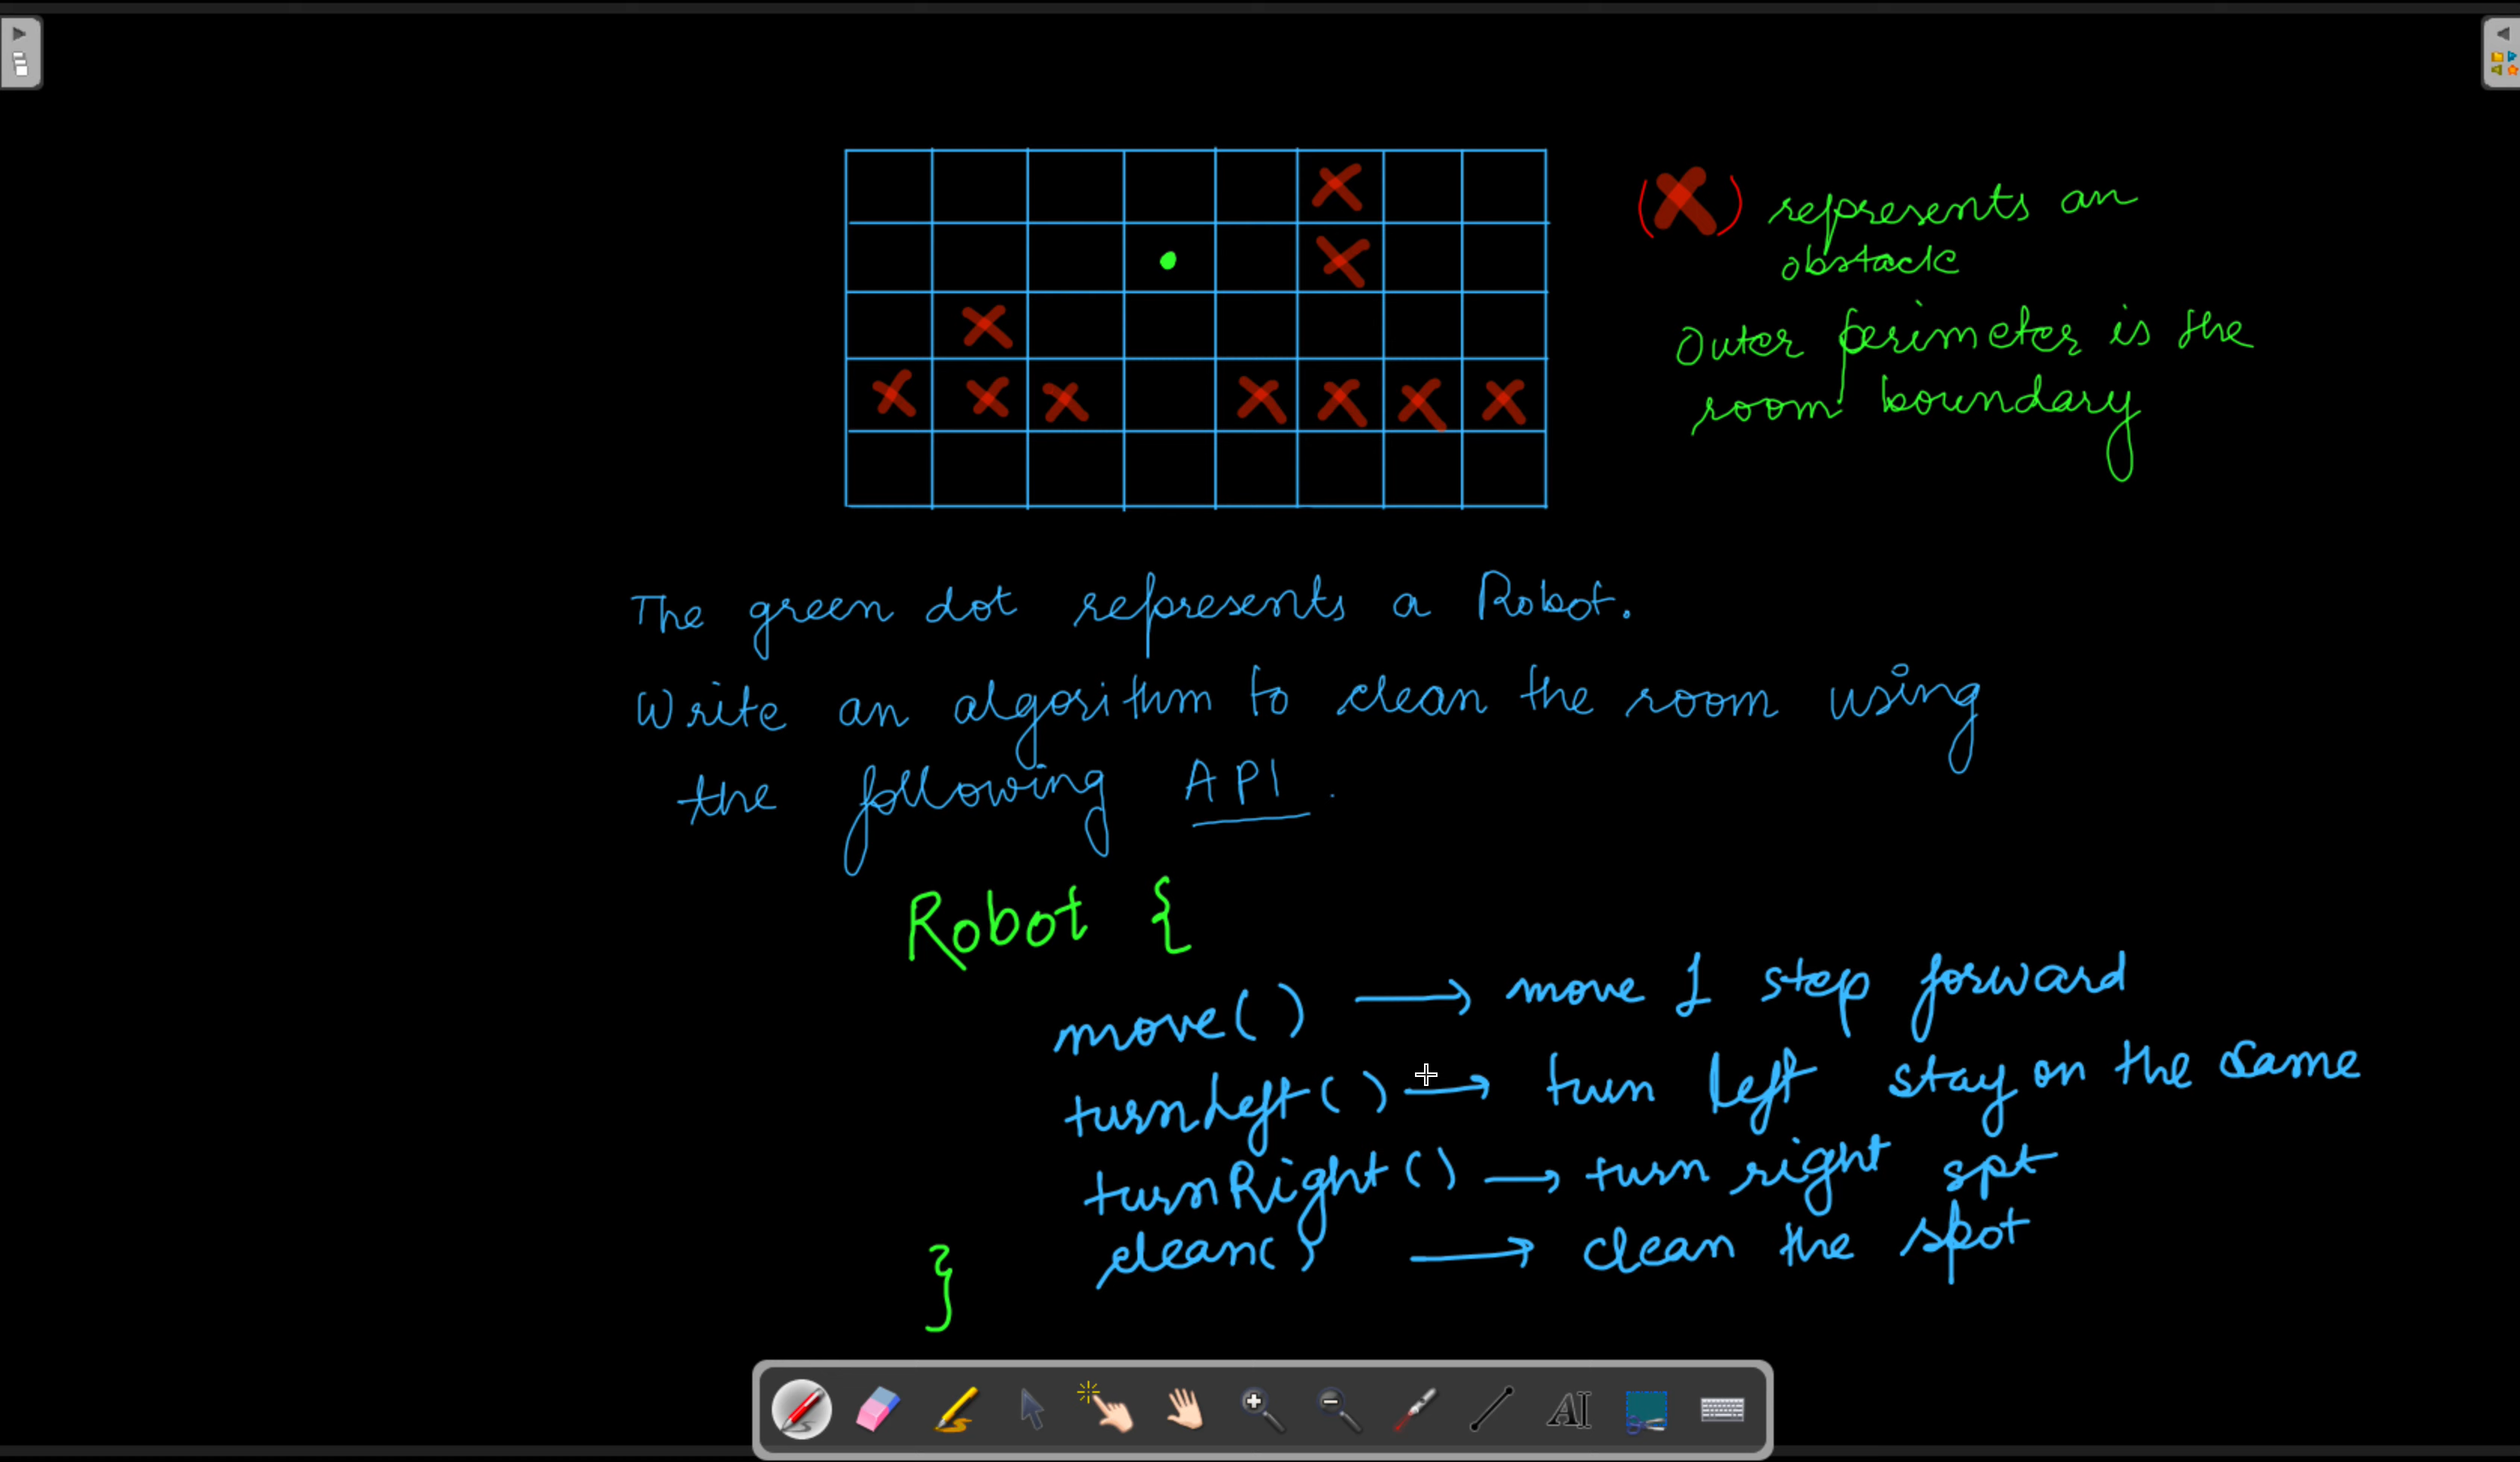 (X) represents an
obstacle
Outer perimeter is the
room boundary
The green dot represents a Robot.
Write an algorithm to clean the room using
the following API.
Robot {
move() → move 1 step forward
turnLeft() → turn left stay on the same
turnRight() → turn right spt
clean() → clean the spot
}
AI